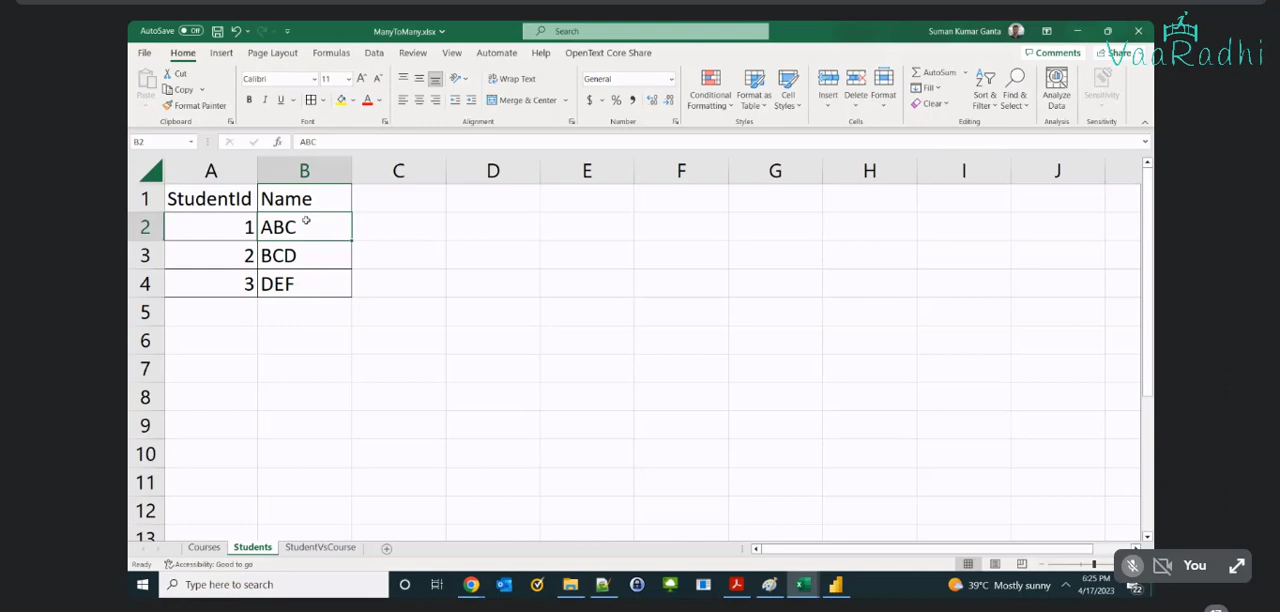 AutoSave Off
ManyToMany.xlsx
Search
Suman Kumar Ganta
VaaRadhi
File Home Insert Page Layout Formulas Data Review View Automate Help OpenText Core Share
Comments
Share
Paste
Cut
Copy
Format Painter
Clipboard
Calibri 11
B I U
Font
Wrap Text
Merge & Center
Alignment
General
$ % ,
Number
Conditional Formatting
Format as Table
Cell Styles
Styles
Insert
Delete
Format
Cells
AutoSum
Fill
Clear
Sort & Filter
Find & Select
Editing
Analyze Data
Analysis
Sensitivity
Sensitivity
B2
fx
ABC
A B C D E F G H I J
1 StudentId Name
2 1 ABC
3 2 BCD
4 3 DEF
5
6
7
8
9
10
11
12
13
Courses Students StudentVsCourse
Ready Accessibility: Good to go
Type here to search
39°C Mostly sunny
6:25 PM
4/17/2023
22
You